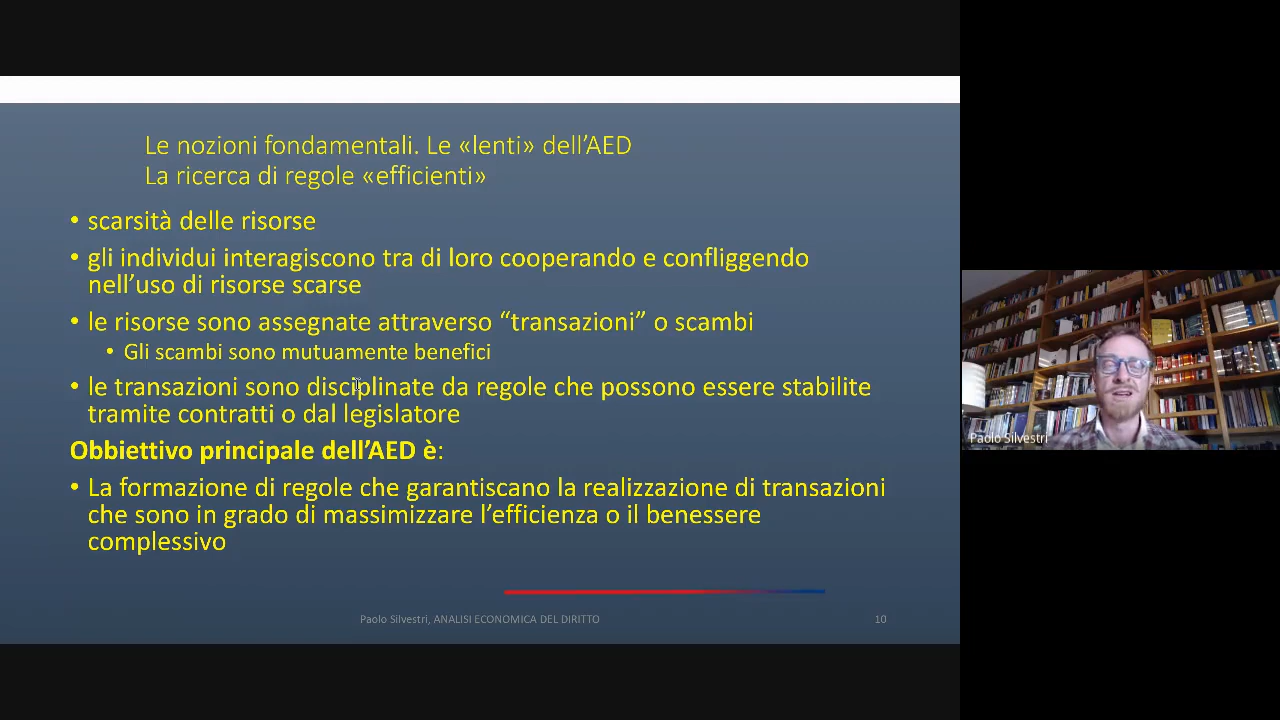 Le nozioni fondamentali. Le «lenti» dell'AED
La ricerca di regole «efficienti»
• scarsità delle risorse
• gli individui interagiscono tra di loro cooperando e confliggendo
nell'uso di risorse scarse
• le risorse sono assegnate attraverso “transazioni” o scambi
• Gli scambi sono mutuamente benefici
• le transazioni sono disciplinate da regole che possono essere stabilite
tramite contratti o dal legislatore
Obbiettivo principale dell'AED è:
• La formazione di regole che garantiscano la realizzazione di transazioni
che sono in grado di massimizzare l'efficienza o il benessere
complessivo
Paolo Silvestri, ANALISI ECONOMICA DEL DIRITTO
10
Paolo Silvestri